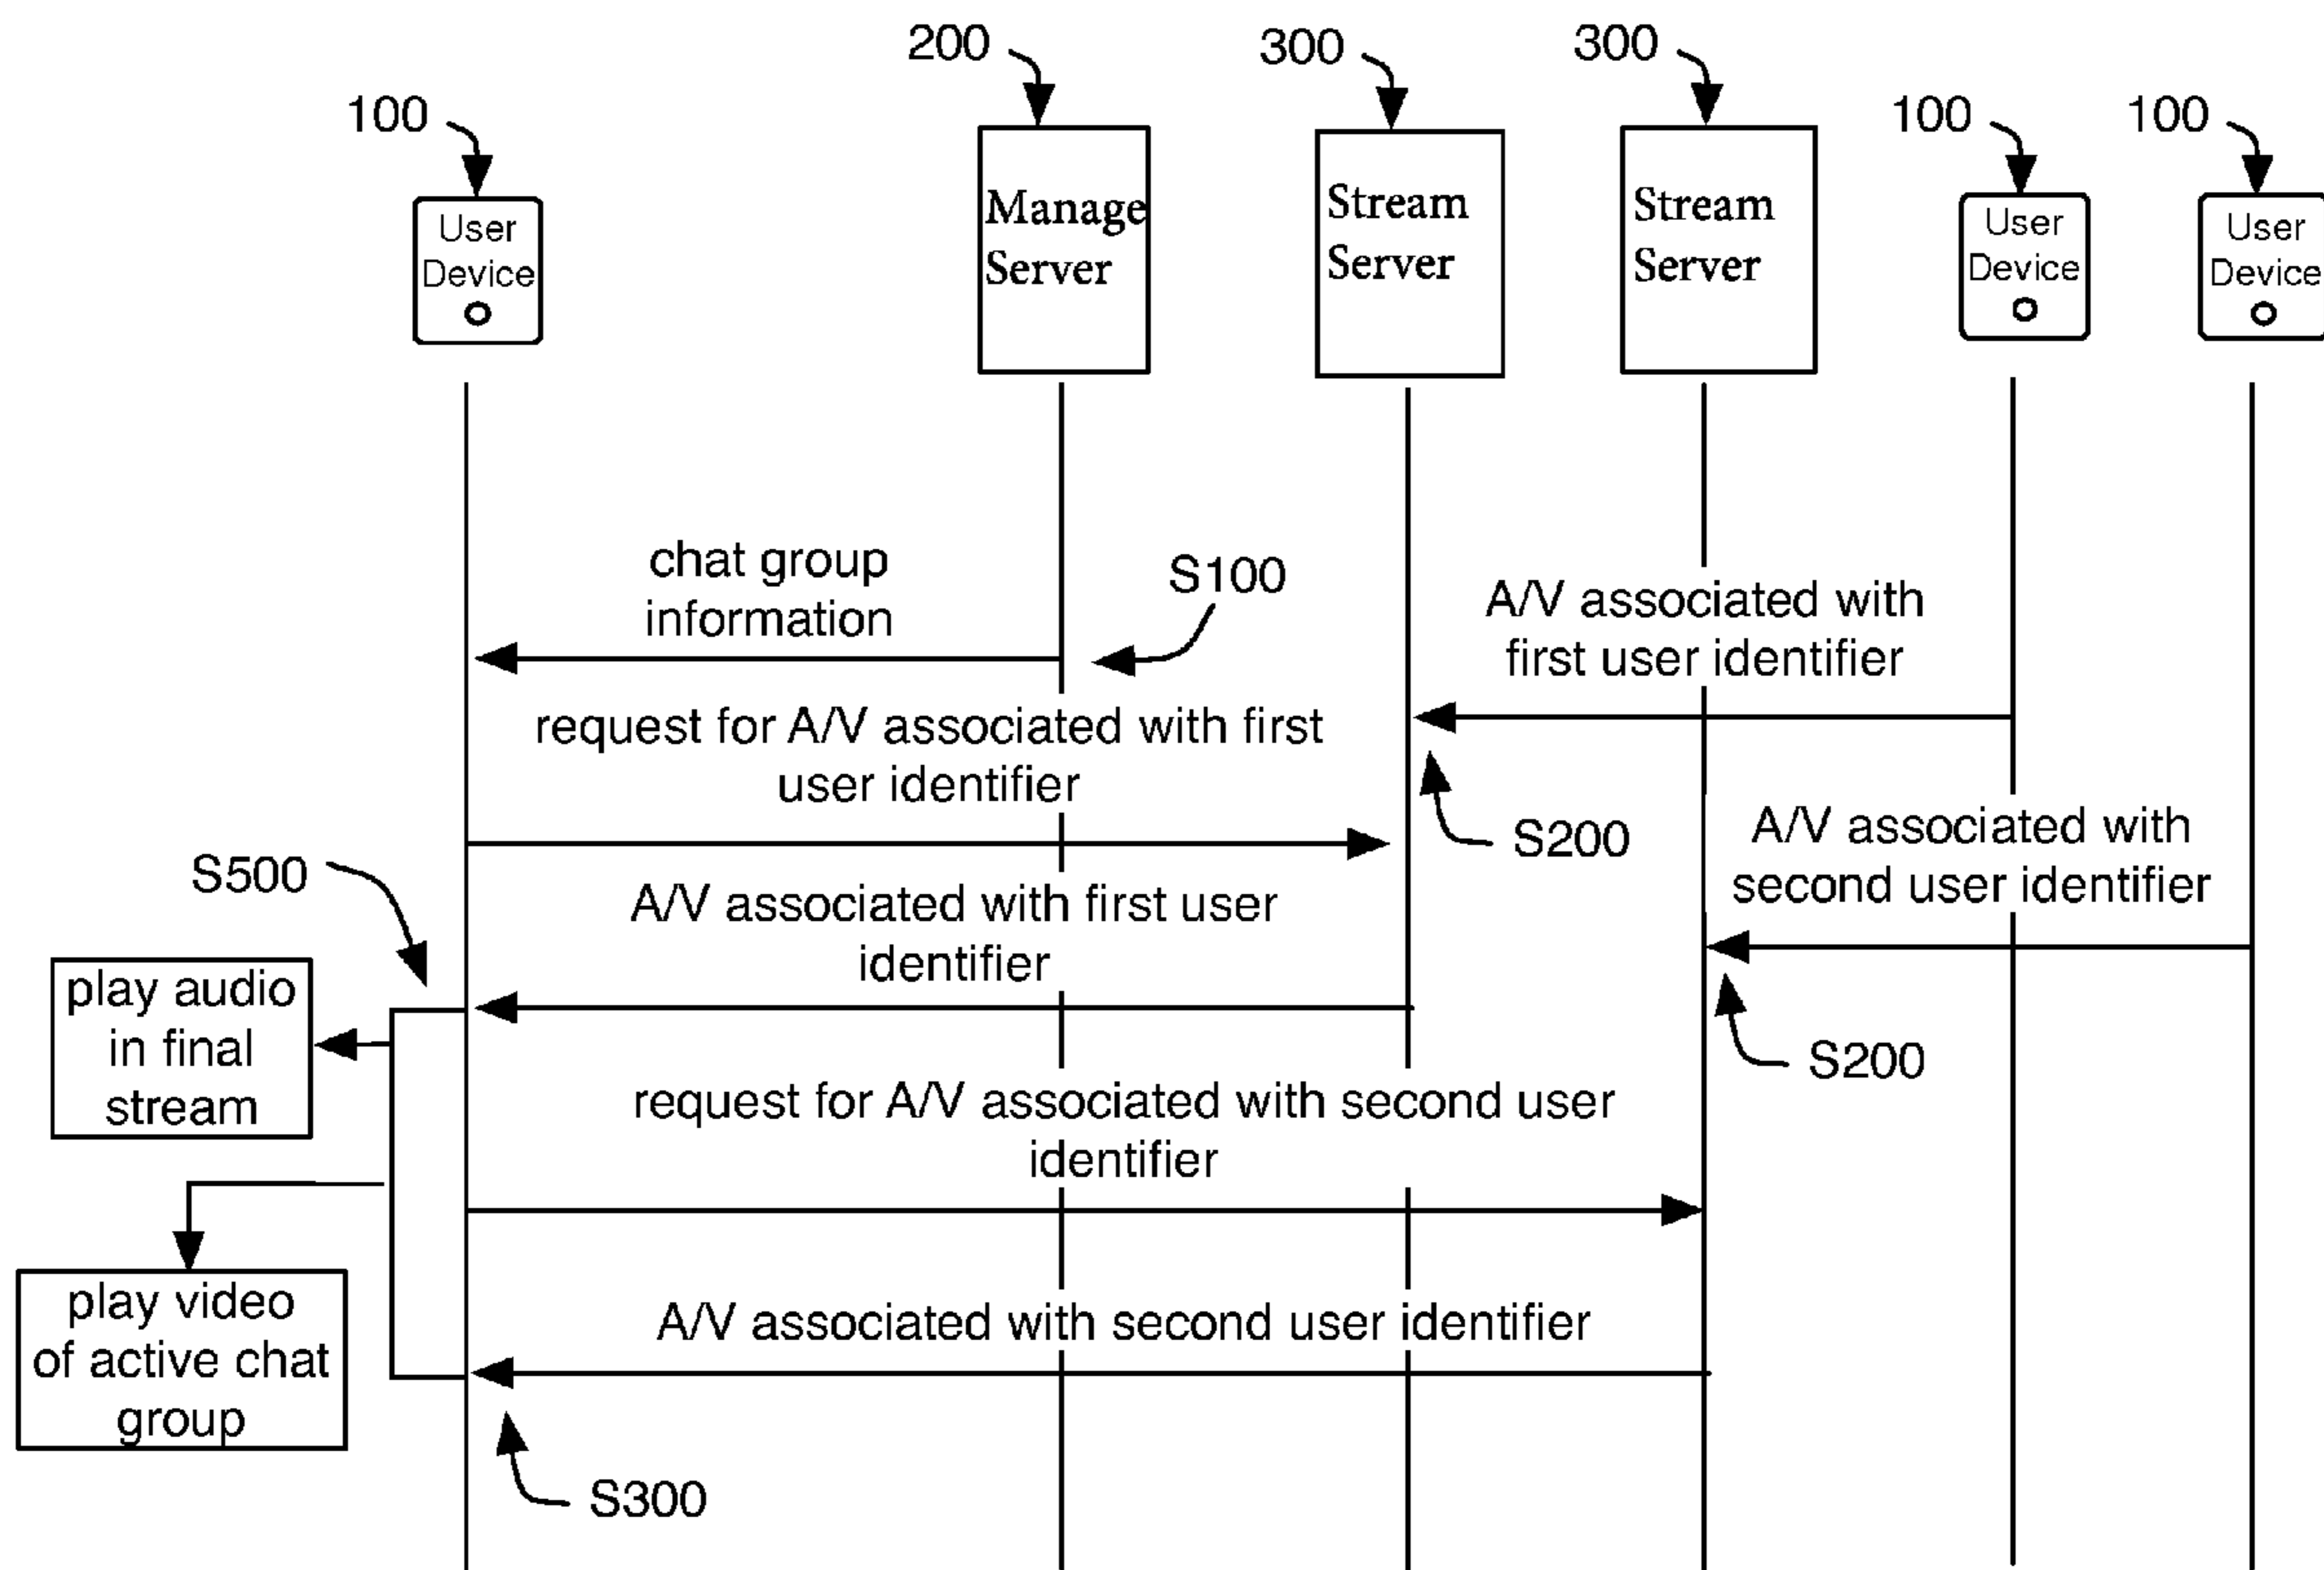 200
300
300
100
100
100
User
Device
Manage
Server
Stream
Server
Stream
Server
User
Device
User
Device
chat group
information
S100
A/V associated with
first user identifier
request for A/V associated with first
user identifier
S200
A/V associated with
second user identifier
S500
A/V associated with first user
identifier
play audio
in final
stream
S200
request for A/V associated with second user
identifier
play video
of active chat
group
A/V associated with second user identifier
S300